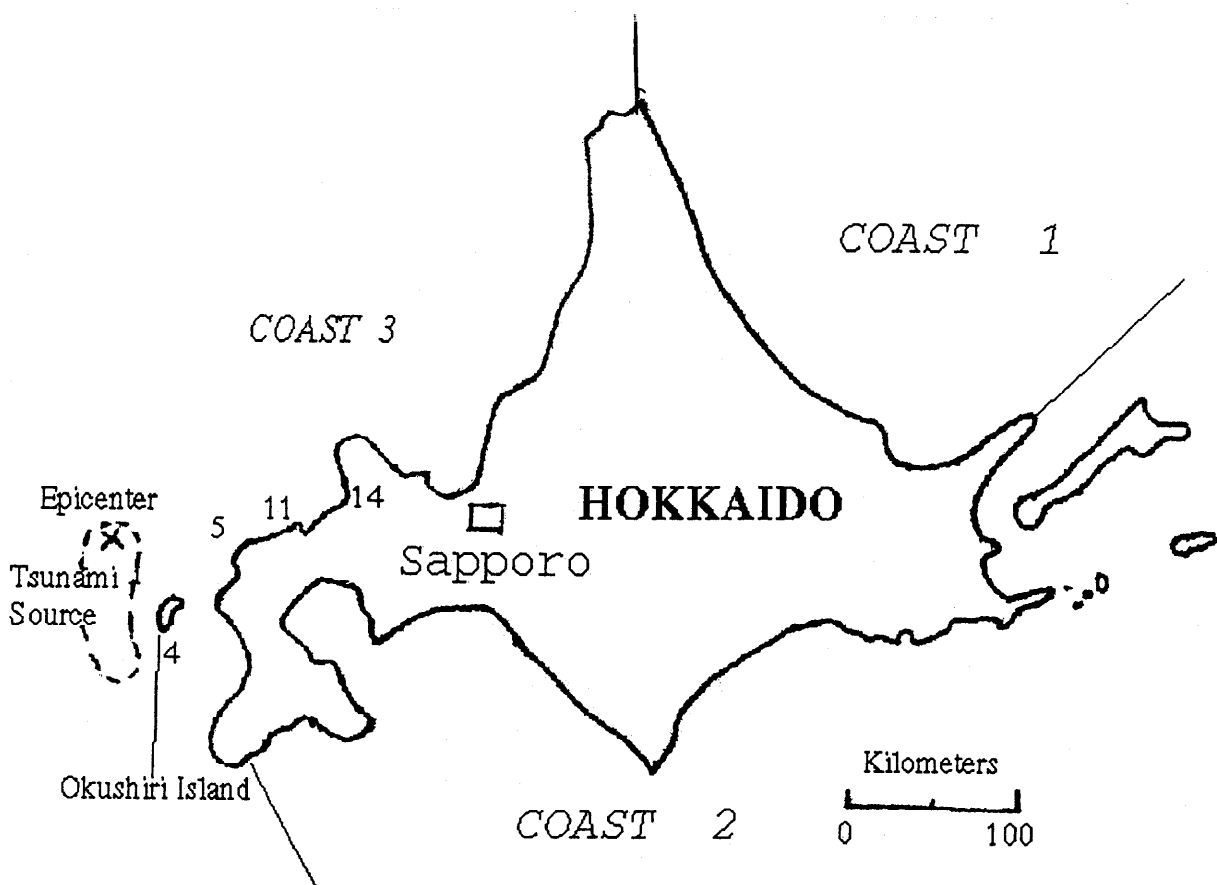 COAST 1
COAST 3
Epicenter
5
11
14
HOKKAIDO
Sapporo
Tsunami
Source
4
Okushiri Island
Kilometers
0 100
COAST 2